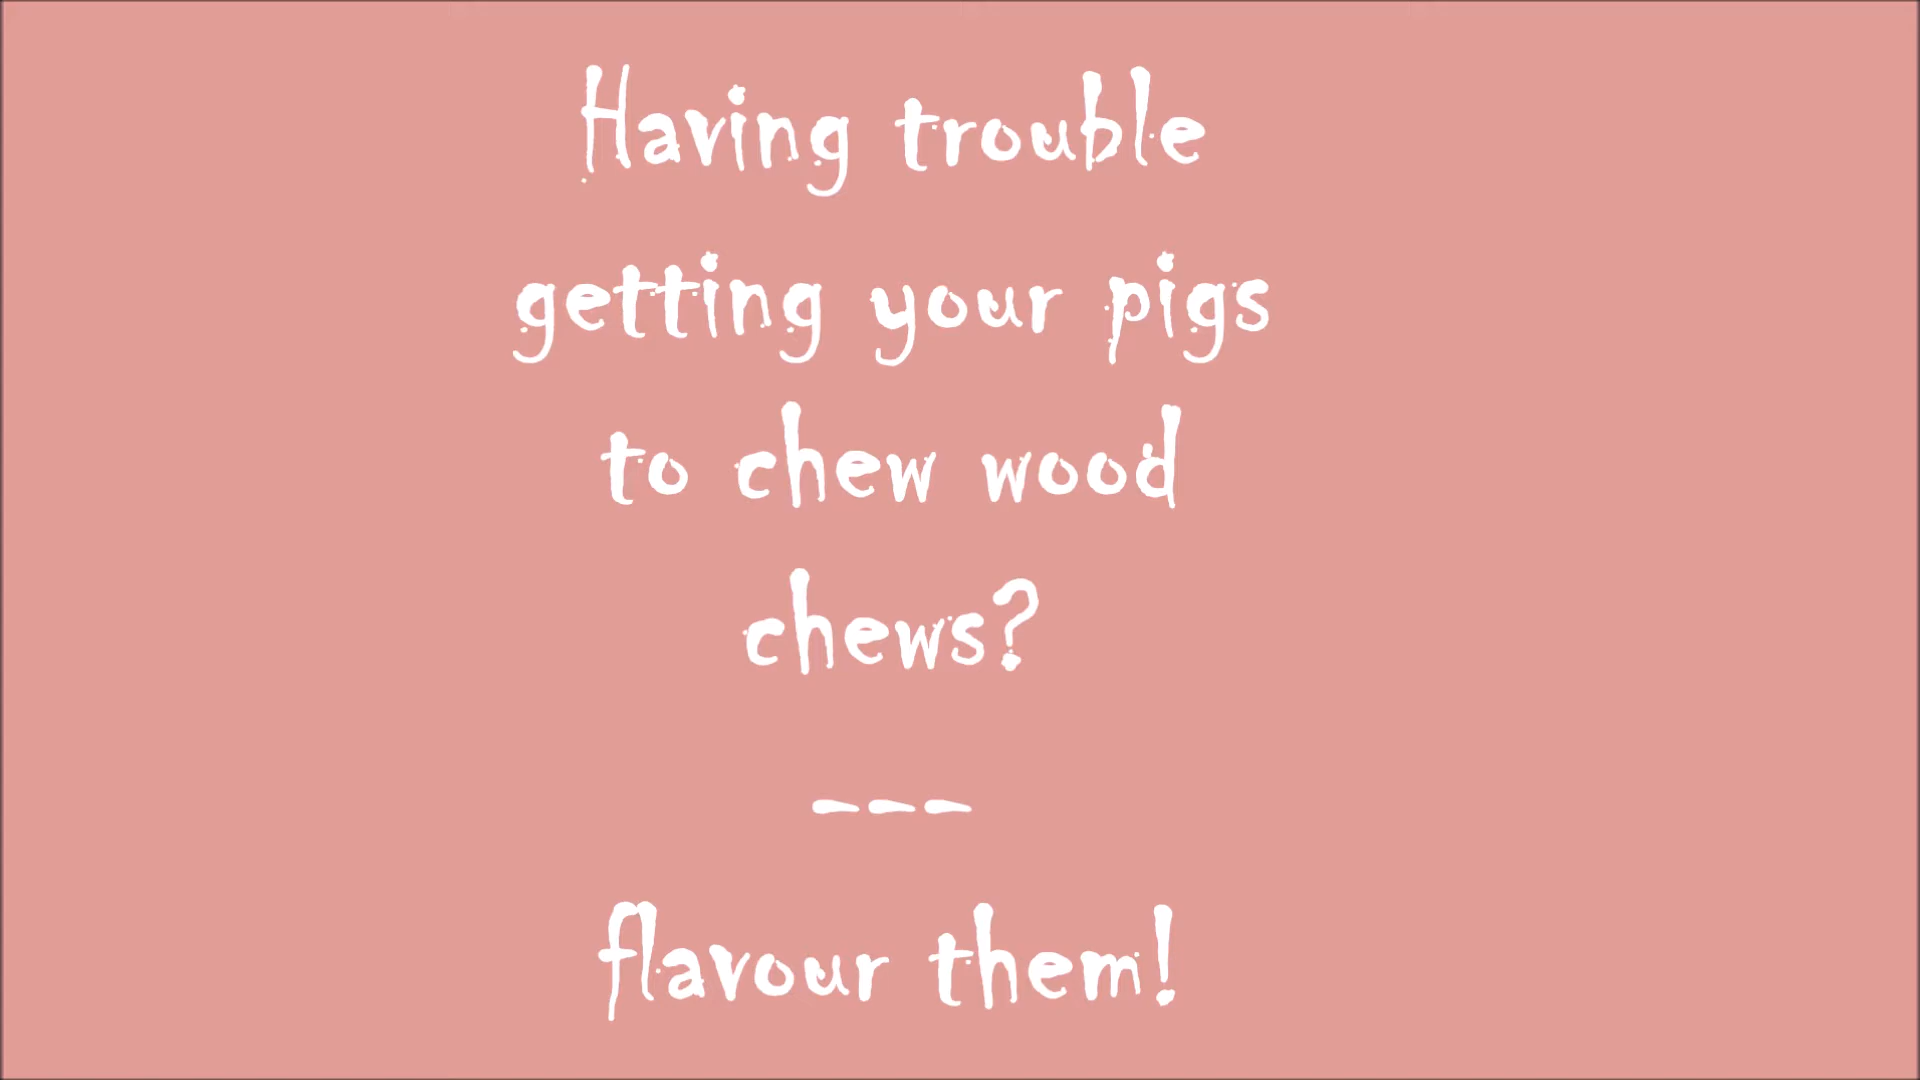 Having trouble
getting your pigs
to chew wood
chews?
---
flavour them!